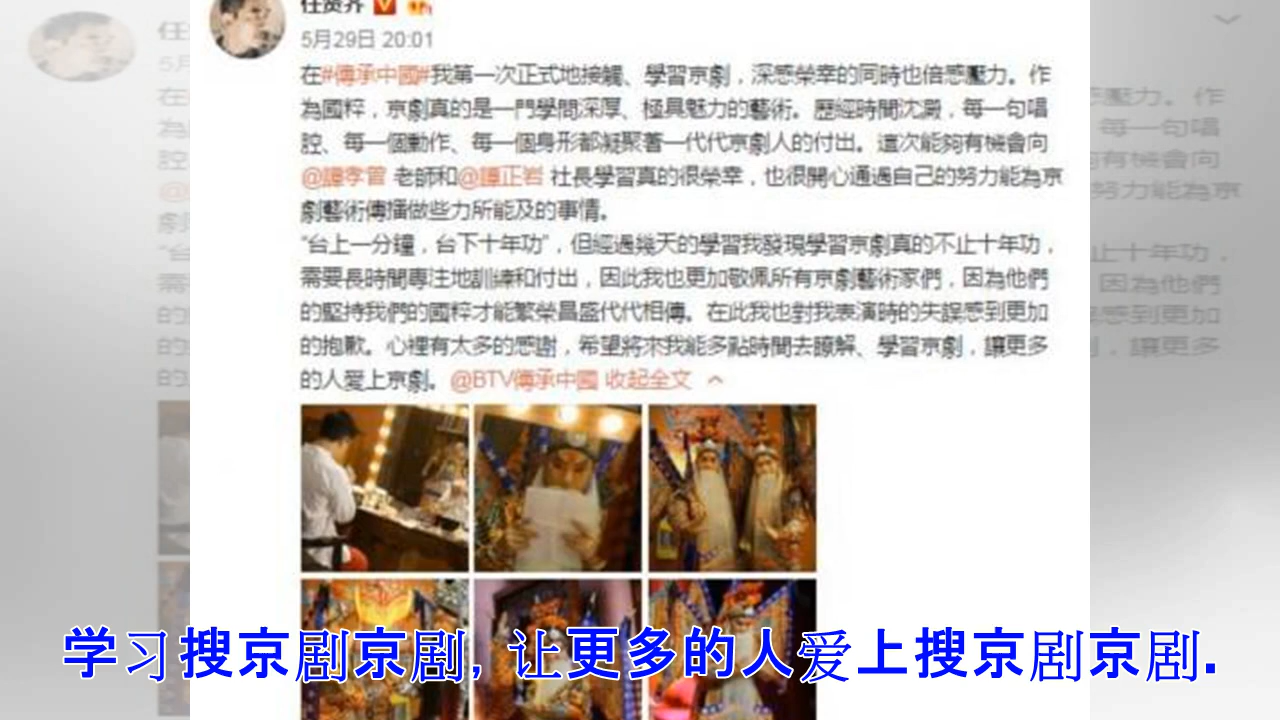 任贤齐
5月29日 20:01
在#傳承中國#我第一次正式地接觸、學習京劇，深感榮幸的同時也倍感壓力。作
為國粹，京劇真的是一門學問深厚、極具魅力的藝術。歷經時間沈澱，每一句唱
腔、每一個動作、每一個身形都凝聚著一代代京劇人的付出。這次能夠有機會向
@譚孝曾 老師和@譚正岩 社長學習真的很榮幸，也很開心通過自己的努力能為京
劇藝術傳播做些力所能及的事情。
“台上一分鐘，台下十年功”，但經過幾天的學習我發現學習京劇真的不止十年功，
需要長時間專注地訓練和付出，因此我也更加敬佩所有京劇藝術家們，因為他們
的堅持我們的國粹才能繁榮昌盛代代相傳。在此我也對我表演時的失誤感到更加
的抱歉。心裡有太多的感謝，希望將來我能多點時間去瞭解、學習京劇，讓更多
的人愛上京劇。@BTV傳承中國 收起全文
学习搜京剧京剧, 让更多的人爱上搜京剧京剧.